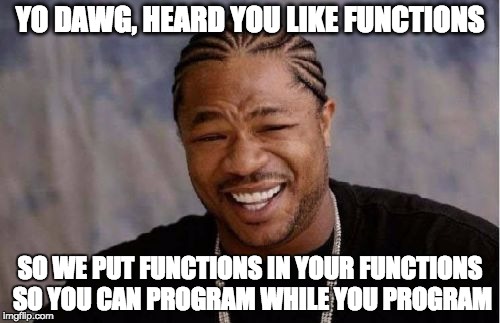 YO DAWG, HEARD YOU LIKE FUNCTIONS
SO WE PUT FUNCTIONS IN YOUR FUNCTIONS
SO YOU CAN PROGRAM WHILE YOU PROGRAM
imgflip.com